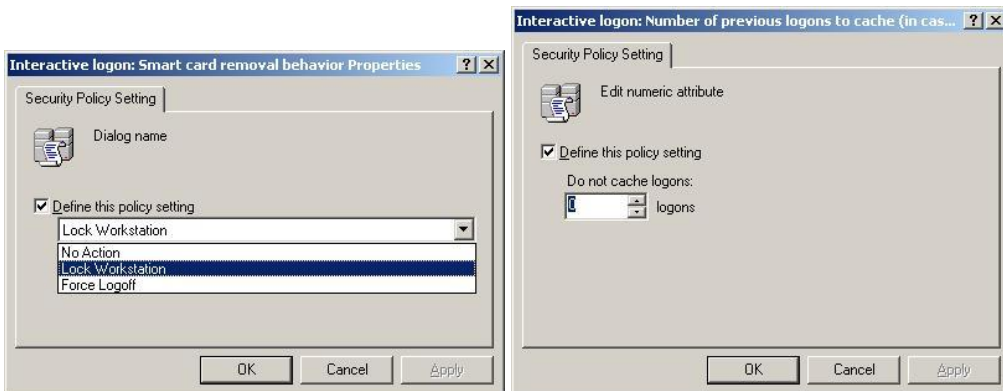 Interactive logon: Smart card removal behavior Properties
Security Policy Setting
Dialog name
Define this policy setting
Lock Workstation
No Action
Lock Workstation
Force Logoff
OK Cancel Apply
Interactive logon: Number of previous logons to cache (in cas...
Security Policy Setting
Edit numeric attribute
Define this policy setting
Do not cache logons:
0 logons
OK Cancel Apply